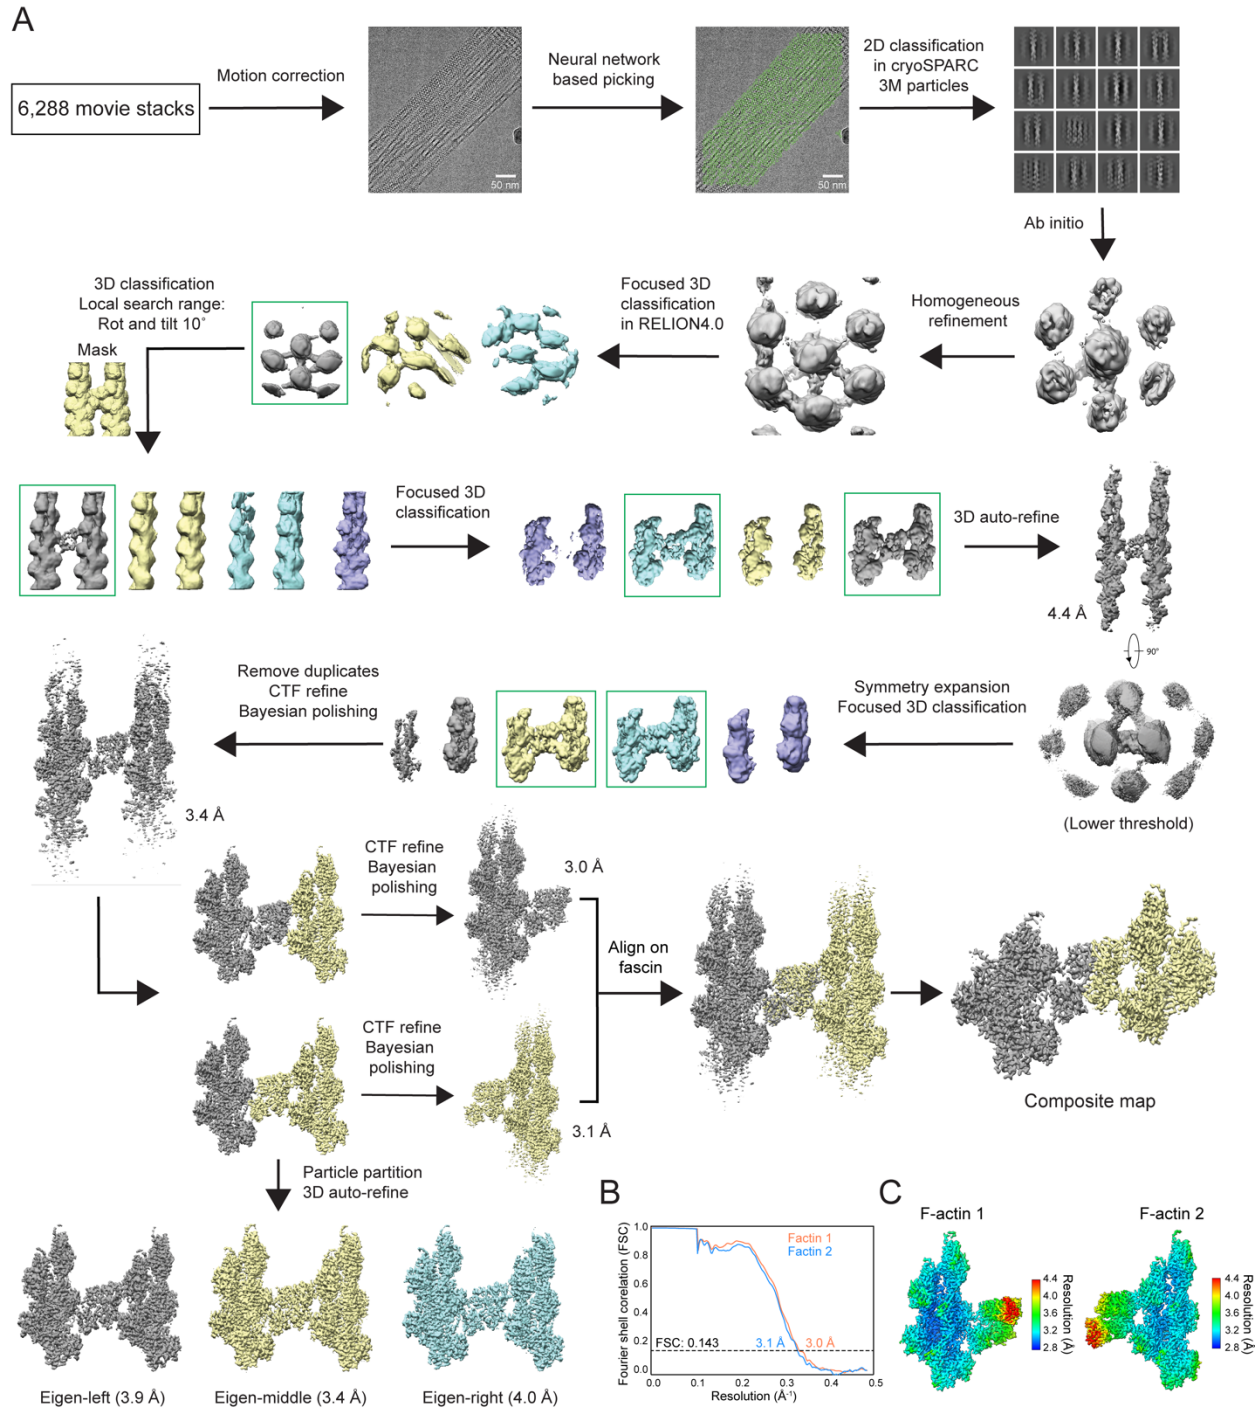 A
6,288 movie stacks
Motion correction
50 nm
Neural network
based picking
50 nm
2D classification
in cryoSPARC
3M particles
Ab initio
Homogeneous
refinement
Focused 3D
classification
in RELION4.0
3D classification
Local search range:
Rot and tilt 10°
Mask
Focused 3D
classification
3D auto-refine
4.4 Å
90°
(Lower threshold)
Symmetry expansion
Focused 3D classification
Remove duplicates
CTF refine
Bayesian polishing
3.4 Å
CTF refine
Bayesian
polishing
3.0 Å
CTF refine
Bayesian
polishing
3.1 Å
Align on
fascin
Composite map
Particle partition
3D auto-refine
Eigen-left (3.9 Å)
Eigen-middle (3.4 Å)
Eigen-right (4.0 Å)
B
Fourier shell corelation (FSC)
1.0
0.8
0.6
0.4
0.2
0.0
Factin 1
Factin 2
FSC: 0.143
3.1 Å
3.0 Å
0.0
0.1
0.2
0.3
0.4
0.5
Resolution (Å⁻¹)
C
F-actin 1
4.4
4.0
3.6
3.2
2.8
Resolution (Å)
F-actin 2
4.4
4.0
3.6
3.2
2.8
Resolution (Å)